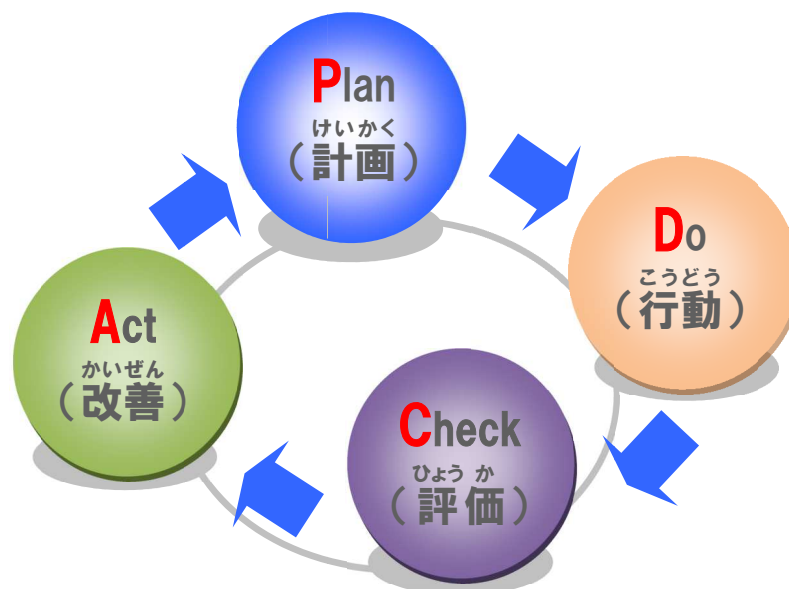 Plan
けいかく
（計画）
Do
こうどう
（行動）
Check
ひょう か
（評価）
Act
かいぜん
（改善）